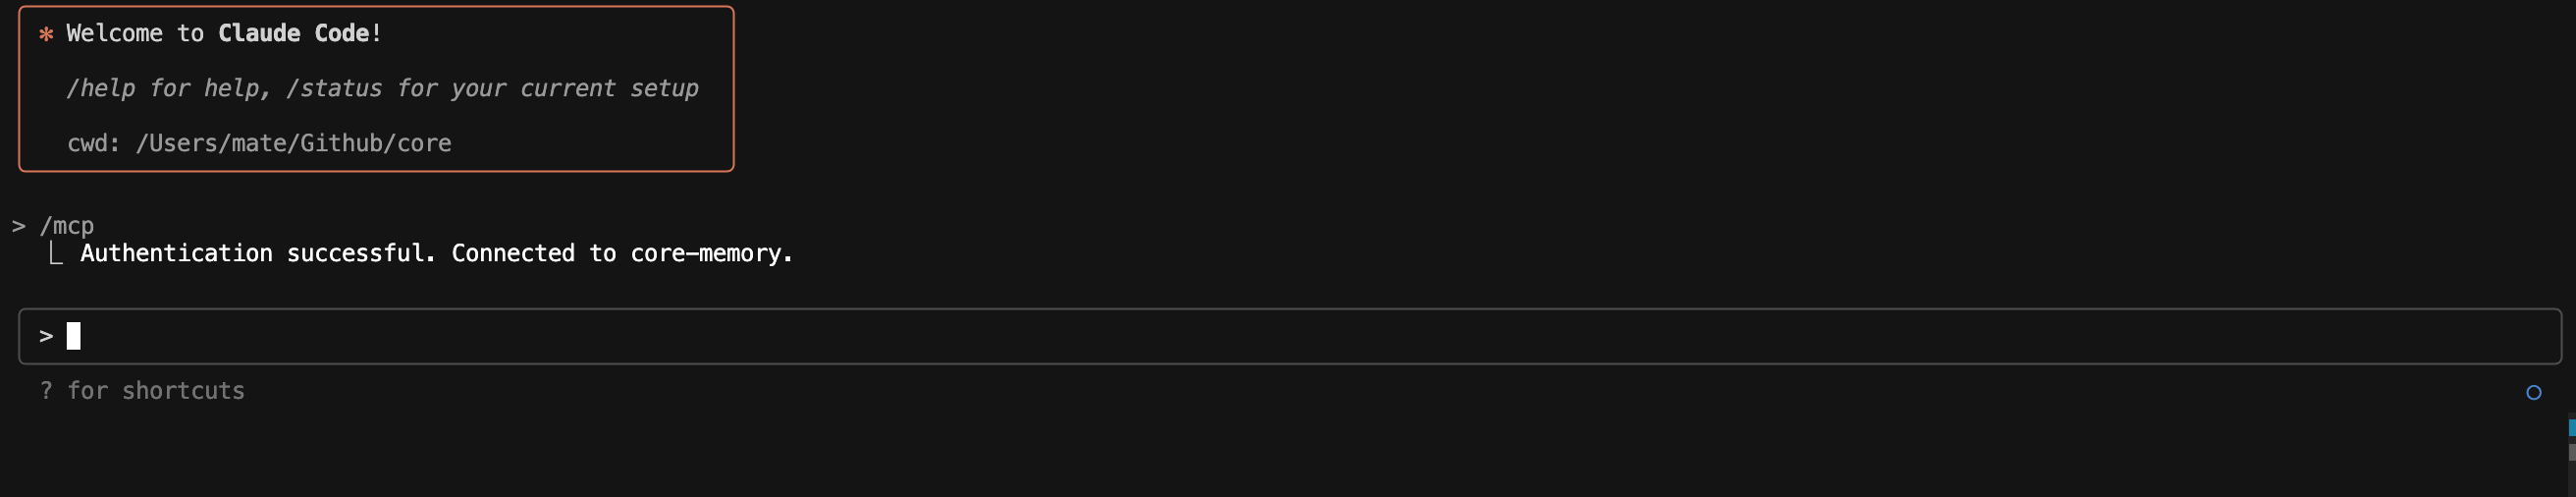 * Welcome to Claude Code!
/help for help, /status for your current setup
cwd: /Users/mate/Github/core
> /mcp
⎿ Authentication successful. Connected to core-memory.
>
? for shortcuts